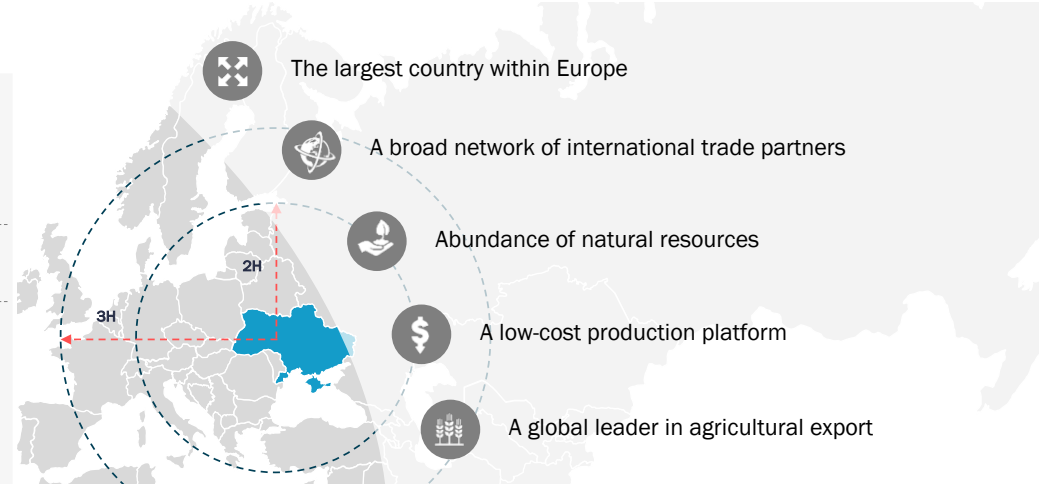 The largest country within Europe
A broad network of international trade partners
Abundance of natural resources
2H
3H
A low-cost production platform
A global leader in agricultural export